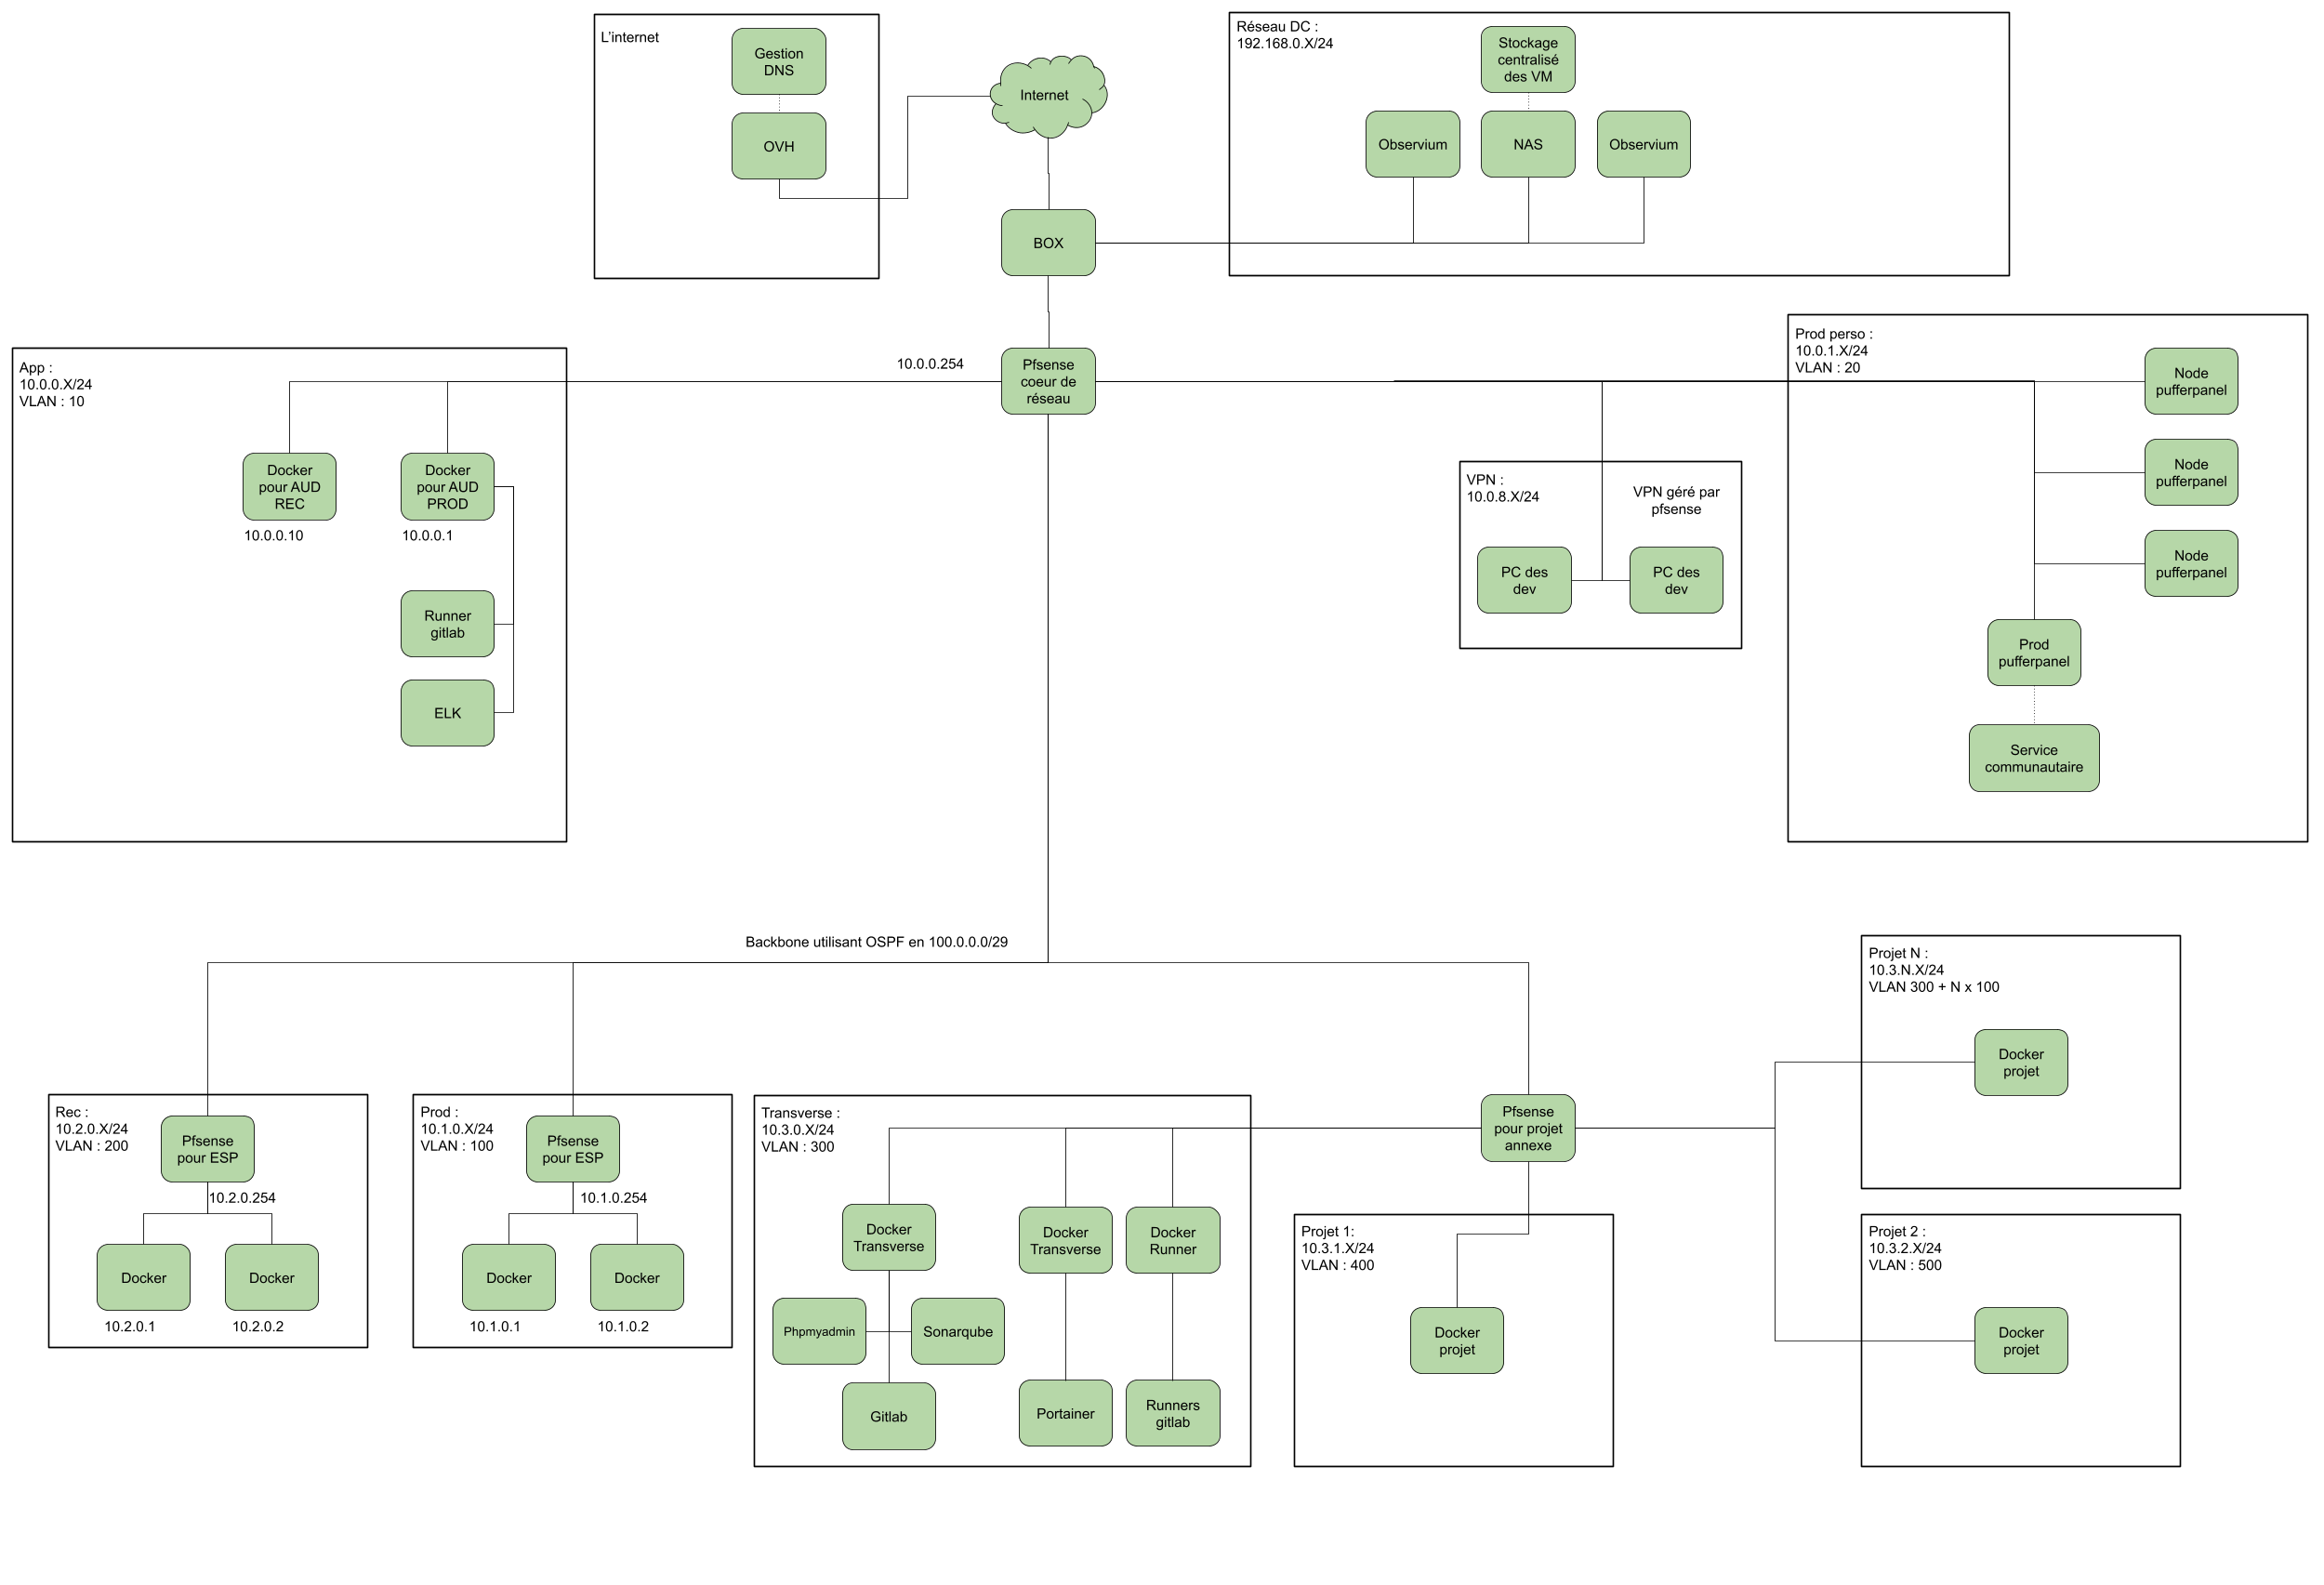 L'internet
Gestion
DNS
OVH
Internet
BOX
Réseau DC :
192.168.0.X/24
Stockage
centralisé
des VM
Observium
NAS
Observium
App :
10.0.0.X/24
VLAN : 10
Docker
pour AUD
REC
10.0.0.10
Docker
pour AUD
PROD
10.0.0.1
Runner
gitlab
ELK
10.0.0.254
Pfsense
coeur de
réseau
VPN :
10.0.8.X/24
VPN géré par
pfsense
PC des
dev
PC des
dev
Prod perso :
10.0.1.X/24
VLAN : 20
Node
pufferpanel
Node
pufferpanel
Node
pufferpanel
Prod
pufferpanel
Service
communautaire
Backbone utilisant OSPF en 100.0.0.0/29
Rec :
10.2.0.X/24
VLAN : 200
Pfsense
pour ESP
10.2.0.254
Docker
Docker
10.2.0.1
10.2.0.2
Prod :
10.1.0.X/24
VLAN : 100
Pfsense
pour ESP
10.1.0.254
Docker
Docker
10.1.0.1
10.1.0.2
Transverse :
10.3.0.X/24
VLAN : 300
Docker
Transverse
Docker
Transverse
Docker
Runner
Phpmyadmin
Sonarqube
Gitlab
Portainer
Runners
gitlab
Pfsense
pour projet
annexe
Projet 1:
10.3.1.X/24
VLAN : 400
Docker
projet
Projet N :
10.3.N.X/24
VLAN 300 + N x 100
Docker
projet
Projet 2 :
10.3.2.X/24
VLAN : 500
Docker
projet